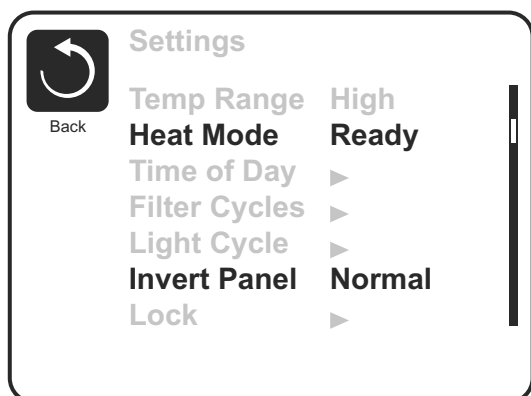 Settings
Back
Temp Range High
Heat Mode Ready
Time of Day
Filter Cycles
Light Cycle
Invert Panel Normal
Lock